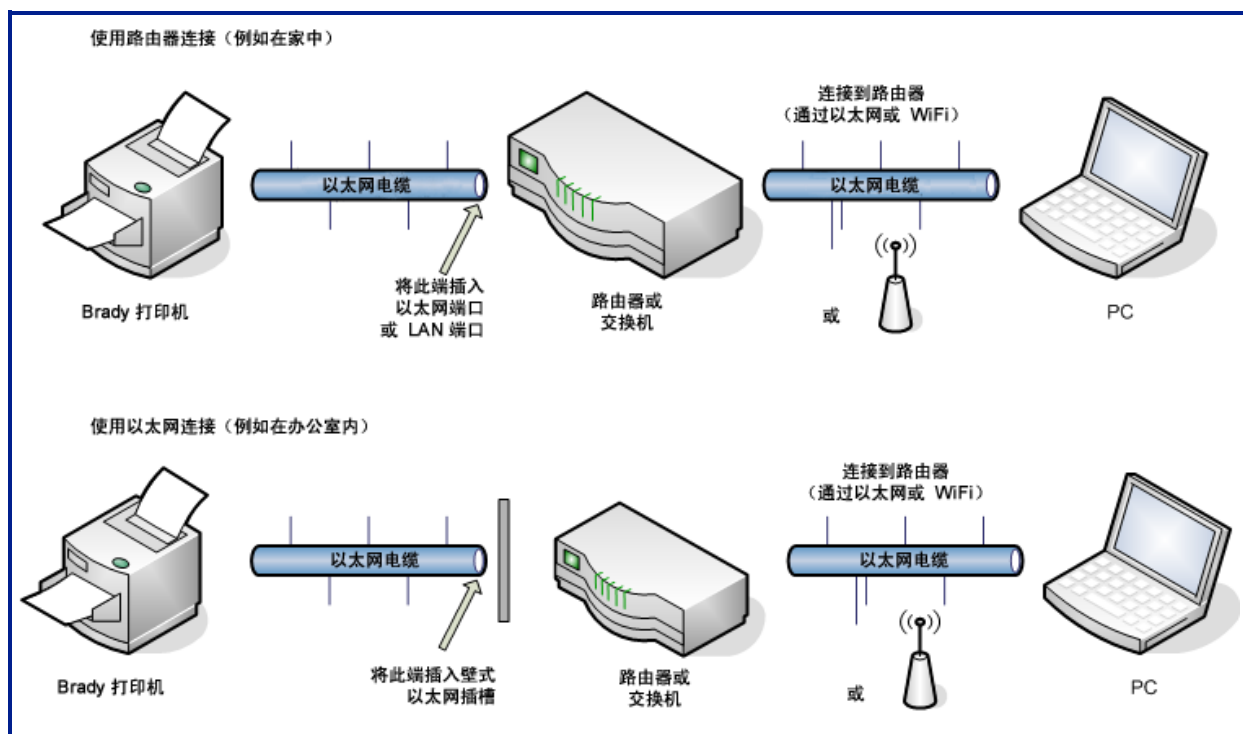 使用路由器连接（例如在家中）
连接到路由器
（通过以太网或 WiFi）
以太网电缆
以太网电缆
将此端插入
以太网端口
或 LAN 端口
Brady 打印机
路由器或
交换机
或
PC
使用以太网连接（例如在办公室内）
连接到路由器
（通过以太网或 WiFi）
以太网电缆
以太网电缆
将此端插入壁式
以太网插槽
Brady 打印机
路由器或
交换机
或
PC